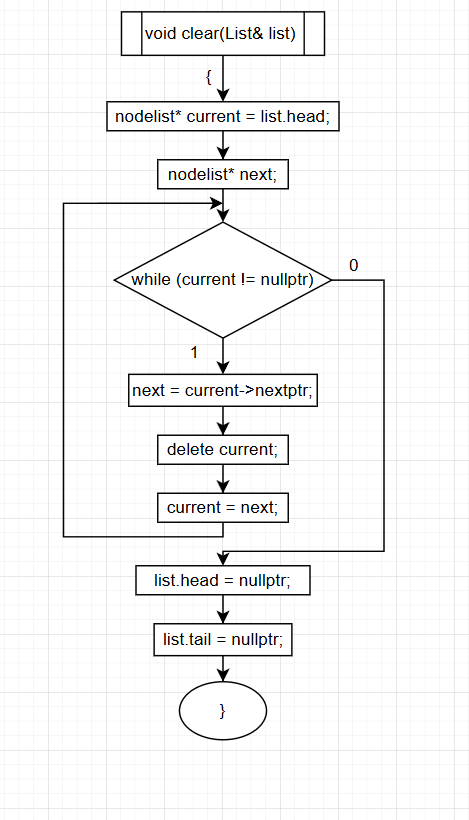 void clear(List& list)
{
nodelist* current = list.head;
nodelist* next;
while (current != nullptr)
0
1
next = current->nextptr;
delete current;
current = next;
list.head = nullptr;
list.tail = nullptr;
}